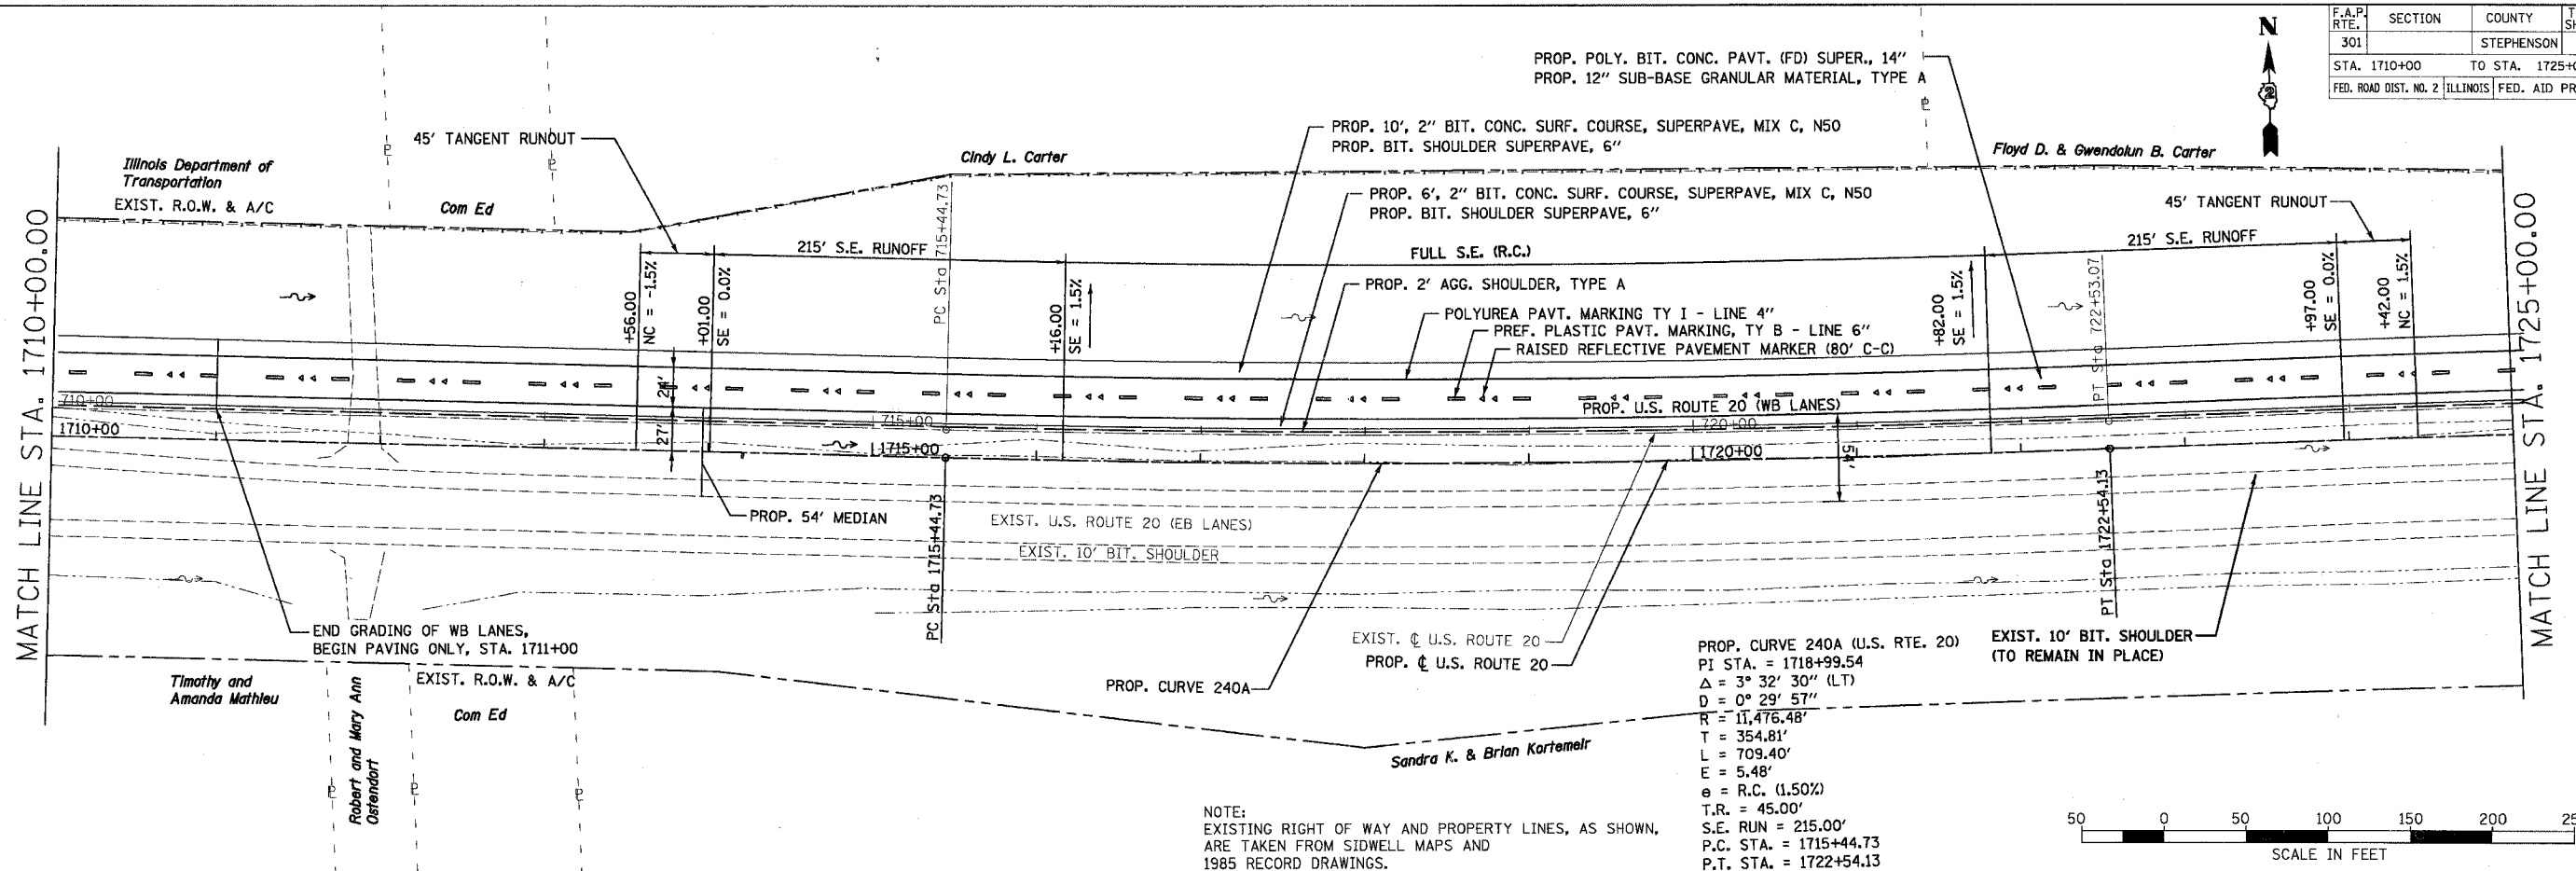 F.A.P. RTE. SECTION COUNTY
301 STEPHENSON
STA. 1710+00 TO STA.
FED. ROAD DIST. NO. 2 ILLINOIS FED. AID
N
2
PROP. POLY. BIT. CONC. PAVT. (FD) SUPER., 14"
PROP. 12" SUB-BASE GRANULAR MATERIAL, TYPE A
45' TANGENT RUNOUT
PROP. 10', 2" BIT. CONC. SURF. COURSE, SUPERPAVE, MIX C, N50
PROP. BIT. SHOULDER SUPERPAVE, 6"
Illinois Department of
Transportation
EXIST. R.O.W. & A/C
Com Ed
Cindy L. Carter
Floyd D. & Gwendolun B. Carter
PROP. 6', 2" BIT. CONC. SURF. COURSE, SUPERPAVE, MIX C, N50
PROP. BIT. SHOULDER SUPERPAVE, 6"
45' TANGENT RUNOUT
215' S.E. RUNOFF
FULL S.E. (R.C.)
215' S.E. RUNOFF
MATCH LINE STA. 1710+00.00
+56.00
NC = -1.5%
+01.00
SE = 0.0%
PC Sta 715+44.73
+16.00
SE = 1.5%
+82.00
SE = 1.5%
PT Sta 722+53.07
+97.00
SE = 0.0%
+42.00
NC = 1.5%
MATCH LINE STA. 1725+00.00
PROP. 2' AGG. SHOULDER, TYPE A
POLYUREA PAVT. MARKING TY I - LINE 4"
PREF. PLASTIC PAVT. MARKING, TY B - LINE 6"
RAISED REFLECTIVE PAVEMENT MARKER (80' C-C)
24'
710+00
715+00
PROP. U.S. ROUTE 20 (WB LANES)
720+00
1710+00
27'
1715+00
1720+00
54'
PROP. 54' MEDIAN
EXIST. U.S. ROUTE 20 (EB LANES)
EXIST. 10' BIT. SHOULDER
PC Sta 1715+44.73
PT Sta 1722+54.13
END GRADING OF WB LANES,
BEGIN PAVING ONLY, STA. 1711+00
EXIST. ℄ U.S. ROUTE 20
PROP. ℄ U.S. ROUTE 20
PROP. CURVE 240A
EXIST. 10' BIT. SHOULDER
(TO REMAIN IN PLACE)
Timothy and
Amanda Mathieu
Robert and Mary Ann
Ostendorf
EXIST. R.O.W. & A/C
Com Ed
Sandra K. & Brian Kortemeir
PROP. CURVE 240A (U.S. RTE. 20)
PI STA. = 1718+99.54
Δ = 3° 32' 30" (LT)
D = 0° 29' 57"
R = 11,476.48'
T = 354.81'
L = 709.40'
E = 5.48'
e = R.C. (1.50%)
T.R. = 45.00'
S.E. RUN = 215.00'
P.C. STA. = 1715+44.73
P.T. STA. = 1722+54.13
NOTE:
EXISTING RIGHT OF WAY AND PROPERTY LINES, AS SHOWN,
ARE TAKEN FROM SIDWELL MAPS AND
1985 RECORD DRAWINGS.
50 0 50 100 150 200
SCALE IN FEET